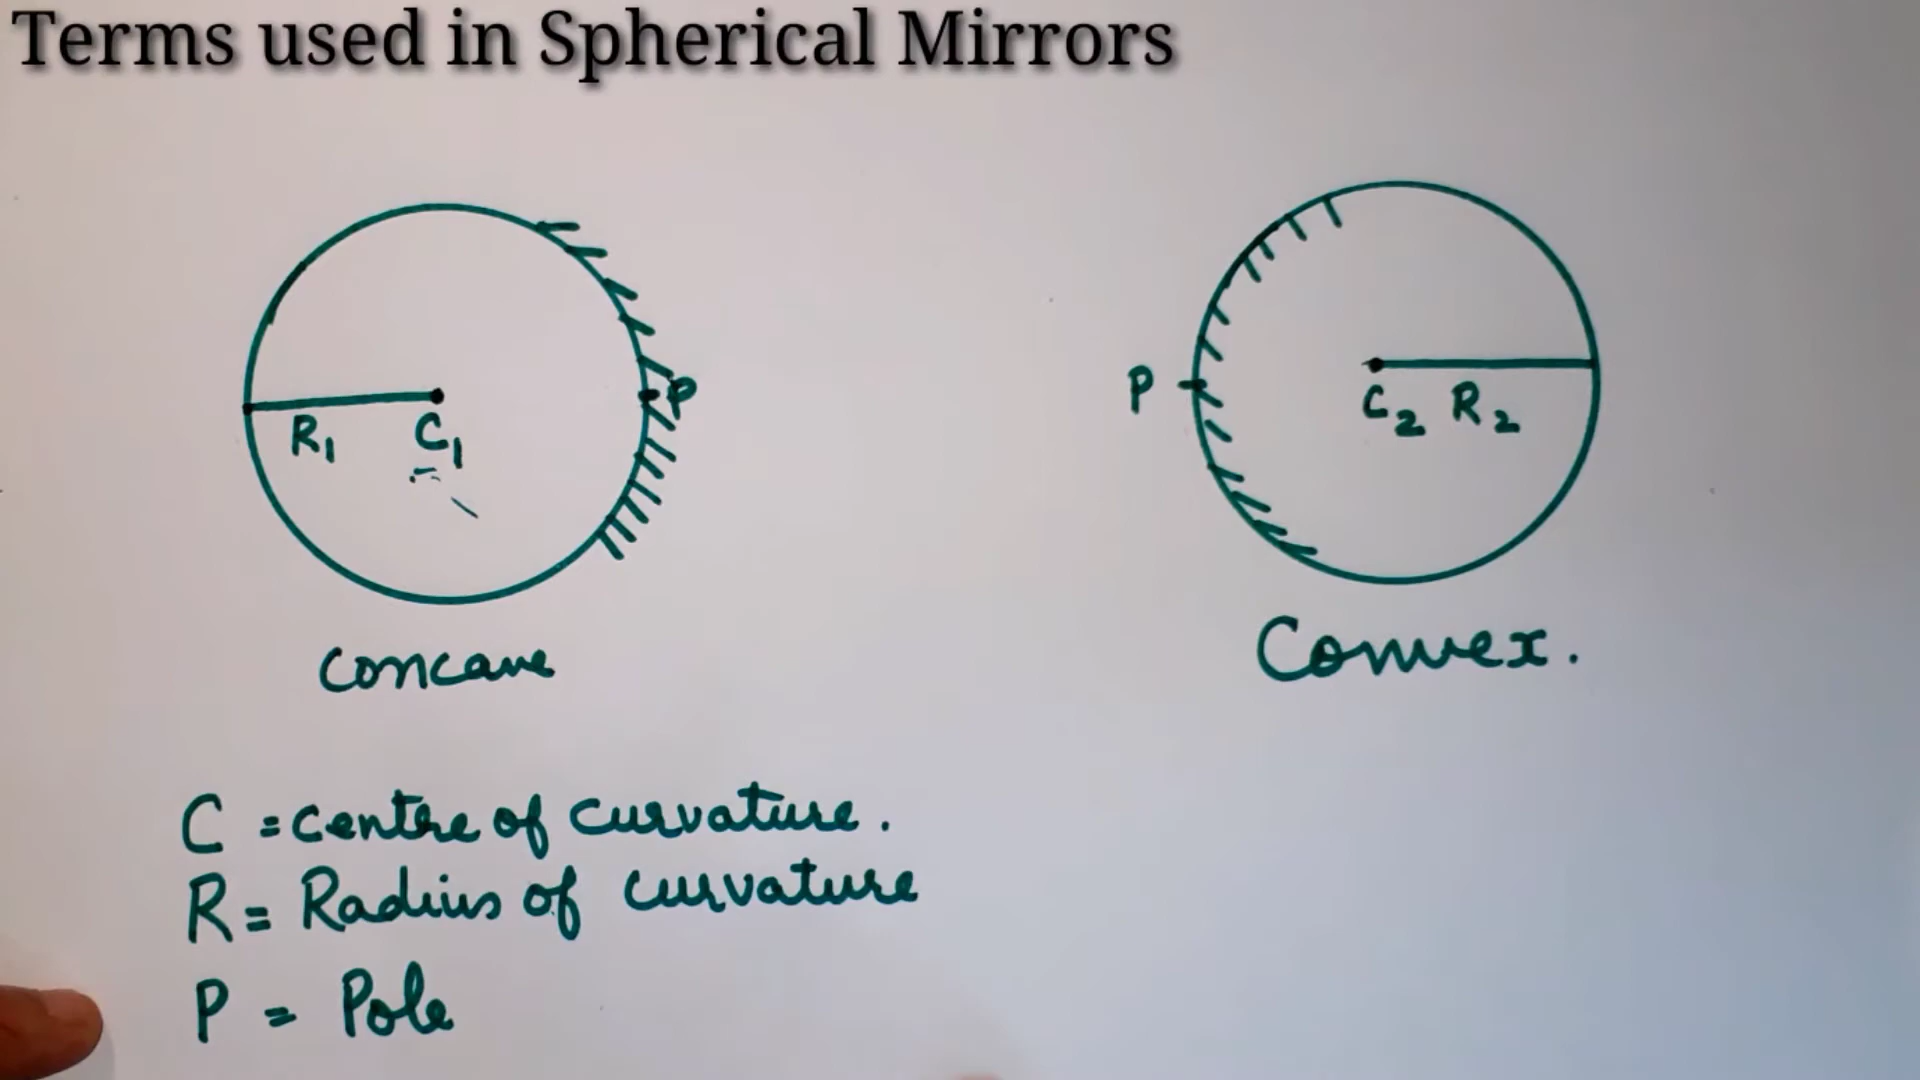 Terms used in Spherical Mirrors
R1 C1
P
P
C2 R2
concave
Convex.
C = Centre of curvature.
R = Radius of curvature
P = Pole